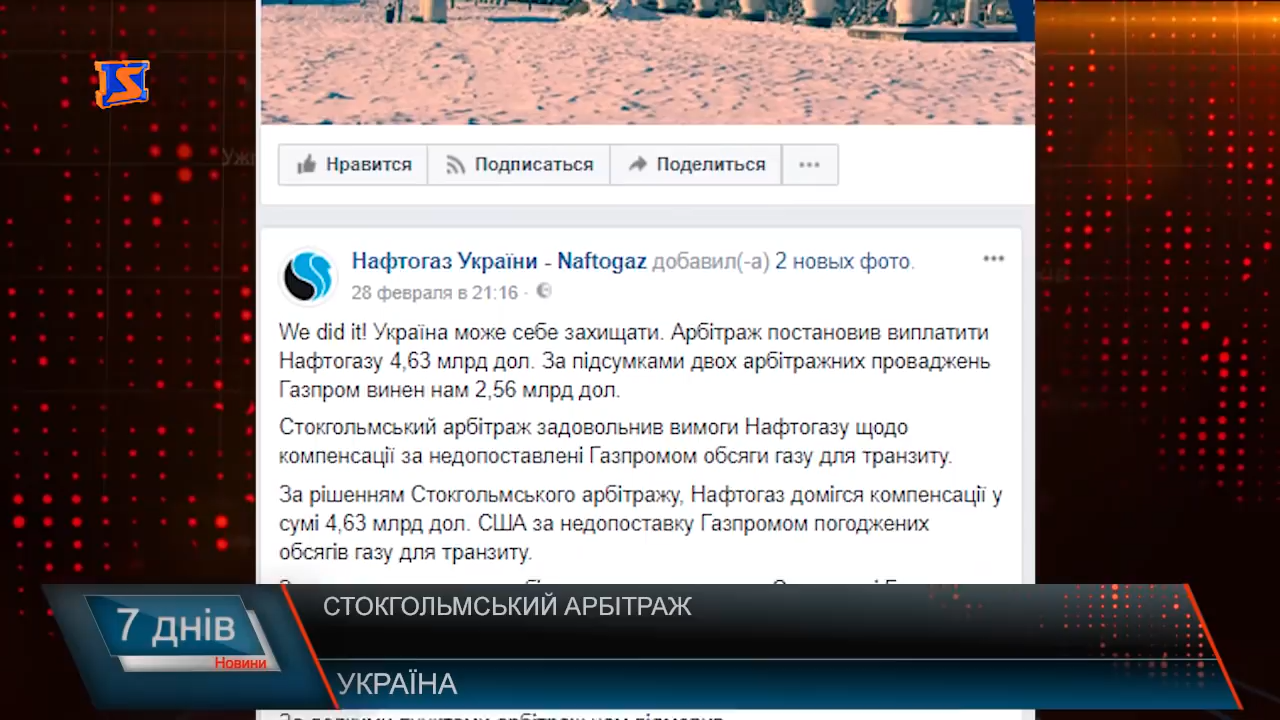 Нравится Подписаться Поделиться
Нафтогаз України - Naftogaz добавил(-а) 2 новых фото.
28 февраля в 21:16 ·
We did it! Україна може себе захищати. Арбітраж постановив виплатити
Нафтогазу 4,63 млрд дол. За підсумками двох арбітражних проваджень
Газпром винен нам 2,56 млрд дол.
Стокгольмський арбітраж задовольнив вимоги Нафтогазу щодо
компенсації за недопоставлені Газпромом обсяги газу для транзиту.
За рішенням Стокгольмського арбітражу, Нафтогаз домігся компенсації у
сумі 4,63 млрд дол. США за недопоставку Газпромом погоджених
обсягів газу для транзиту.
СТОКГОЛЬМСЬКИЙ АРБІТРАЖ
7 днів
Новини
УКРАЇНА